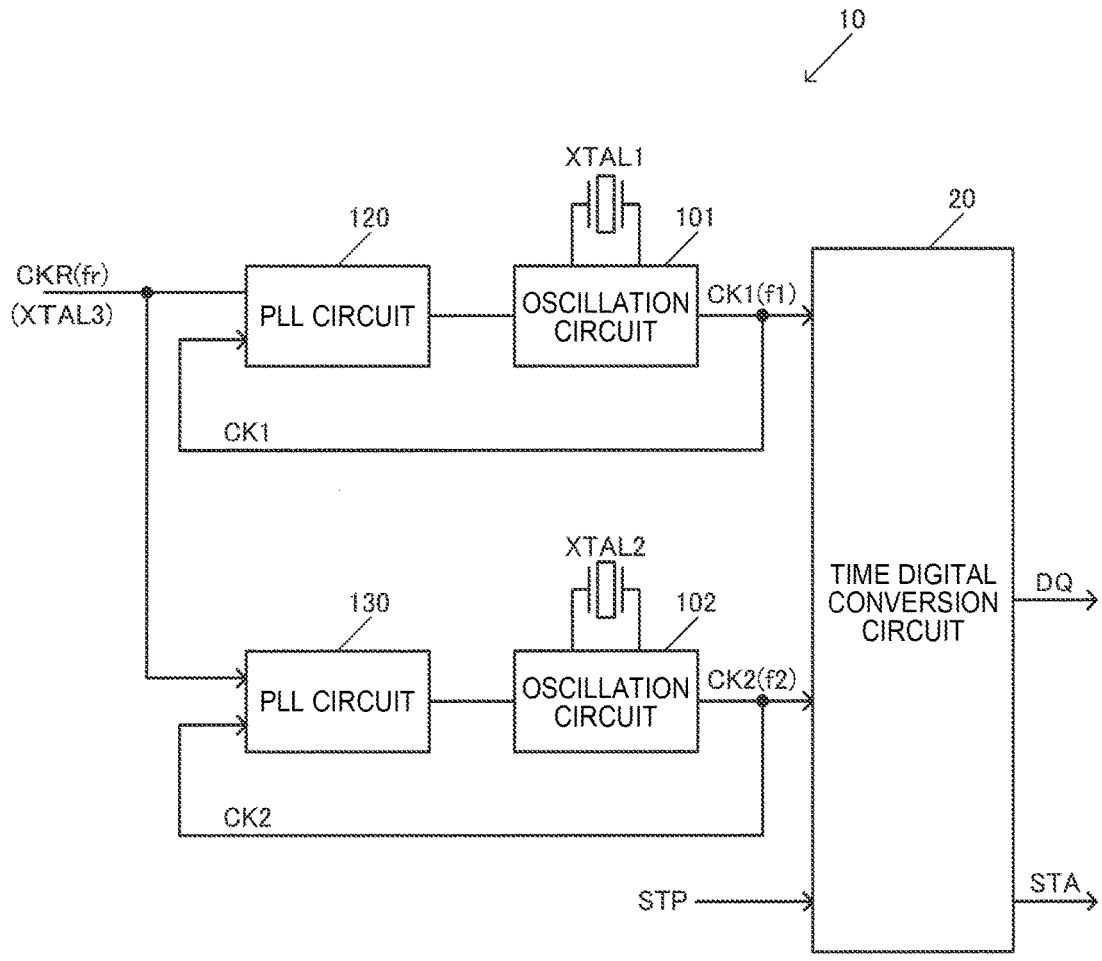 10
XTAL1
120
101
20
CKR(fr)
(XTAL3)
PLL CIRCUIT
OSCILLATION
CIRCUIT
CK1(f1)
CK1
XTAL2
130
102
TIME DIGITAL
CONVERSION
CIRCUIT
DQ
PLL CIRCUIT
OSCILLATION
CIRCUIT
CK2(f2)
CK2
STP
STA